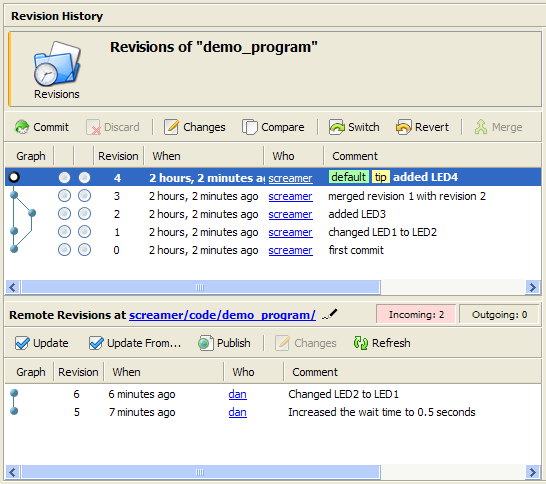 Revision History
Revisions of "demo_program"
Revisions
Commit Discard Changes Compare Switch Revert Merge
Graph Revision When Who Comment
4 2 hours, 2 minutes a screamer default tip added LED4
3 2 hours, 2 minutes ago screamer merged revision 1 with revision 2
2 2 hours, 2 minutes ago screamer added LED3
1 2 hours, 2 minutes ago screamer changed LED1 to LED2
0 2 hours, 2 minutes ago screamer first commit
Remote Revisions at screamer/code/demo_program/ Incoming: 2 Outgoing: 0
Update Update From... Publish Changes Refresh
Graph Revision When Who Comment
6 6 minutes ago dan Changed LED2 to LED1
5 7 minutes ago dan Increased the wait time to 0.5 seconds